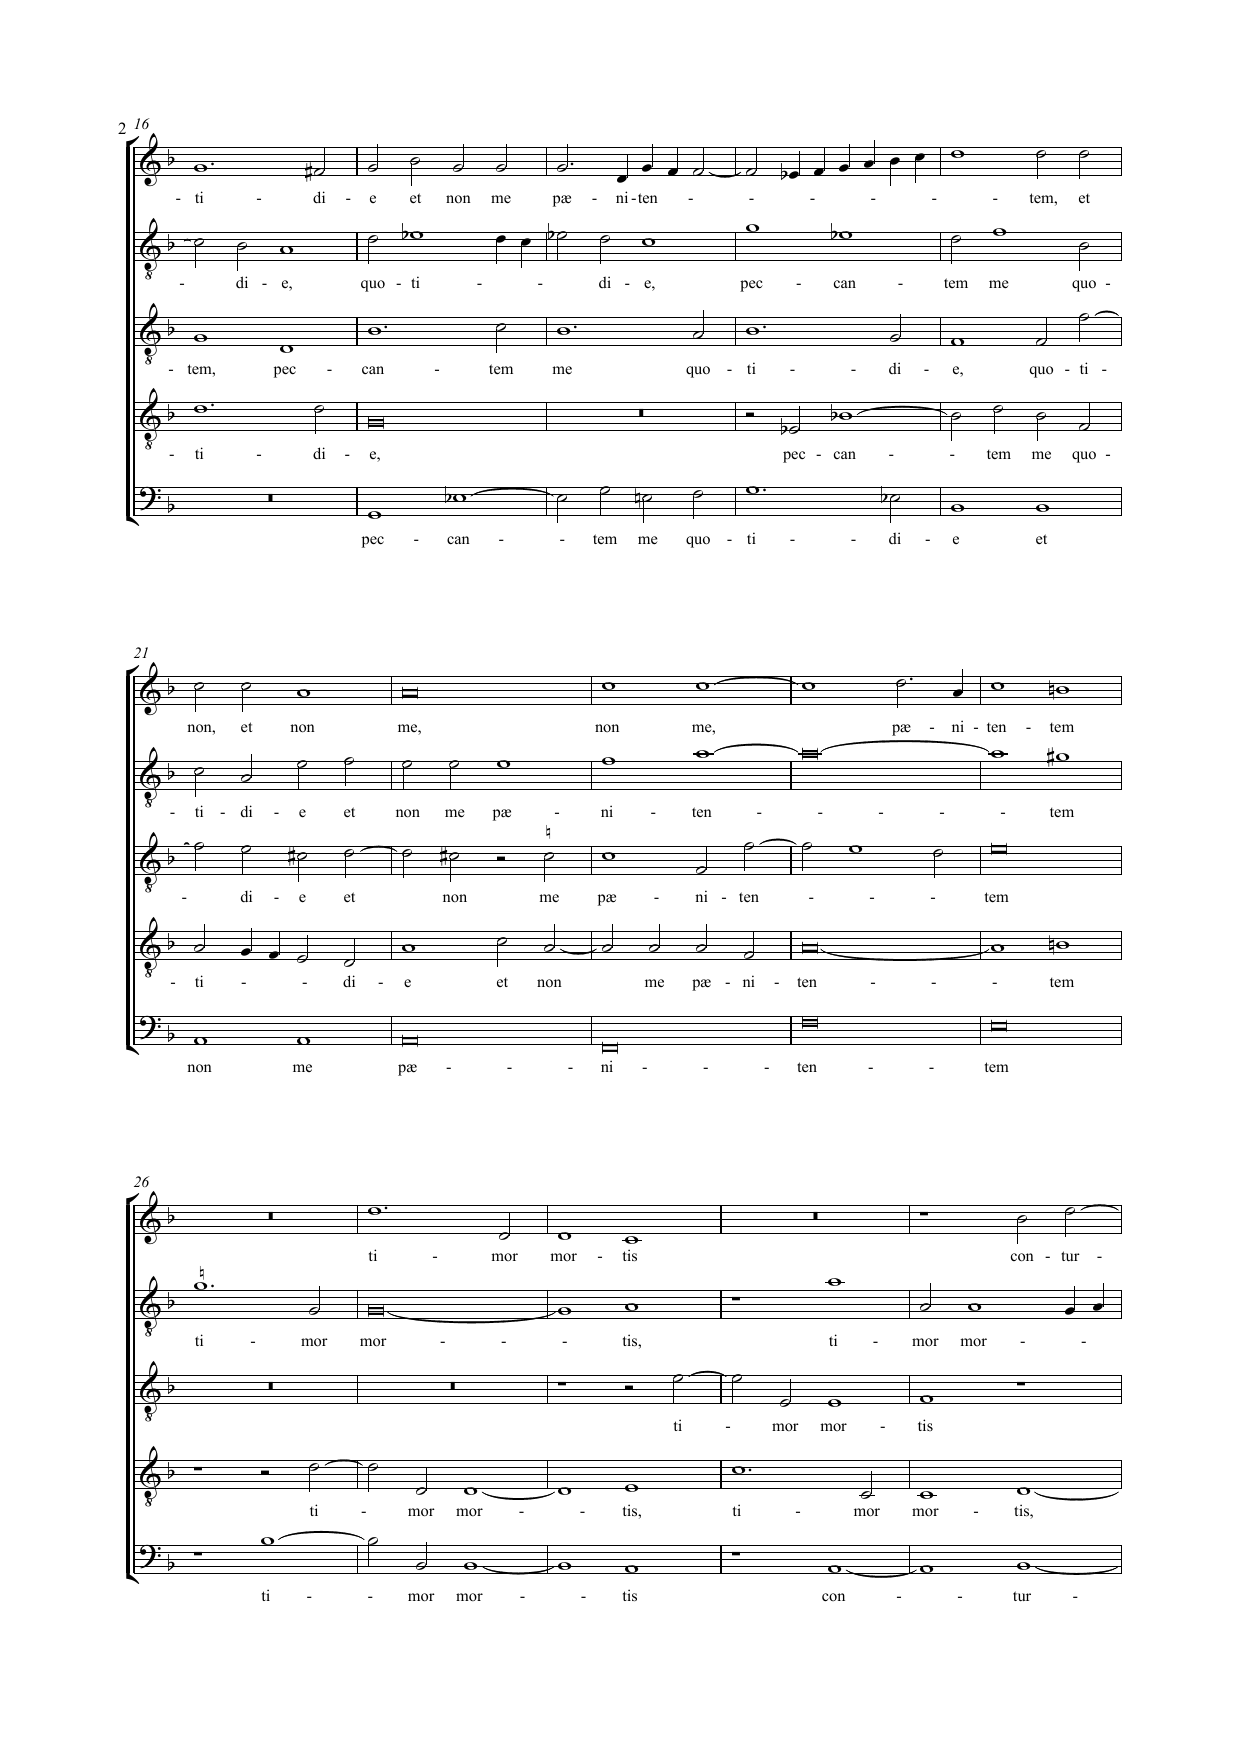 2 16
- ti - di - e et non me pæ - ni - ten - - - - - - tem, et
- di - e, quo - ti - - di - e, pec - can - tem me quo -
- tem, pec - can - tem me quo - ti - di - e, quo - ti -
- ti - di - e, pec - can - - tem me quo -
pec - can - - tem me quo - ti - - di - e et
21
non, et non me, non me, pæ - ni - ten - tem
- ti - di - e et non me pæ - ni - ten - - - - - tem
- di - e et non me pæ - ni - ten - - - tem
- ti - - di - e et non me pæ - ni - ten - - - tem
non me pæ - - - ni - - - ten - - tem
26
ti - mor mor - tis con - tur -
ti - mor mor - - - tis, ti - mor mor - - -
ti - mor mor - tis
ti - mor mor - - tis, ti - mor mor - tis,
ti - - mor mor - - tis con - - tur -